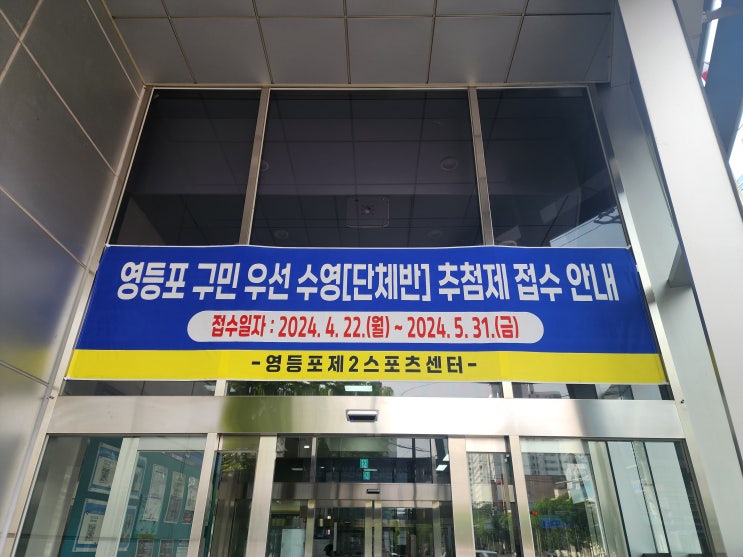 영등포 구민 우선 수영[단체반] 추첨제 접수 안내
접수일자 : 2024. 4. 22.(월) ~ 2024. 5. 31.(금)
-영등포제2스포츠센터-